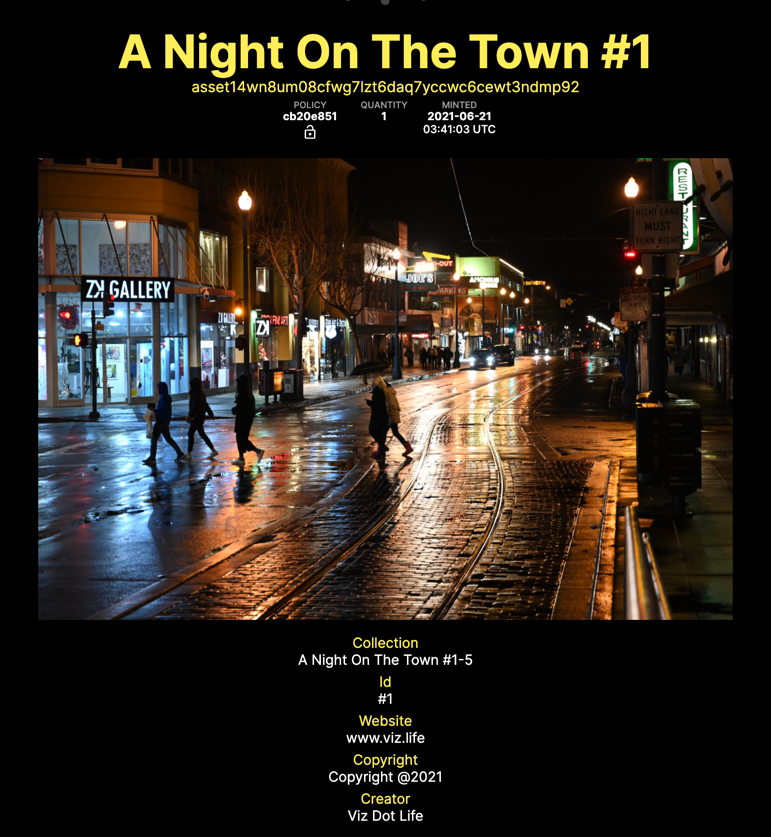 A Night On The Town #1
asset14wn8um08cfwg7lzt6daq7yccwc6cewt3ndmp92
POLICY QUANTITY MINTED
cb20e851 1 2021-06-21
03:41:03 UTC
RESTAURANT
RIGHT LANE
MUST
TURN RIGHT
JOE'S
ZK GALLERY
Collection
A Night On The Town #1-5
Id
#1
Website
www.viz.life
Copyright
Copyright @2021
Creator
Viz Dot Life